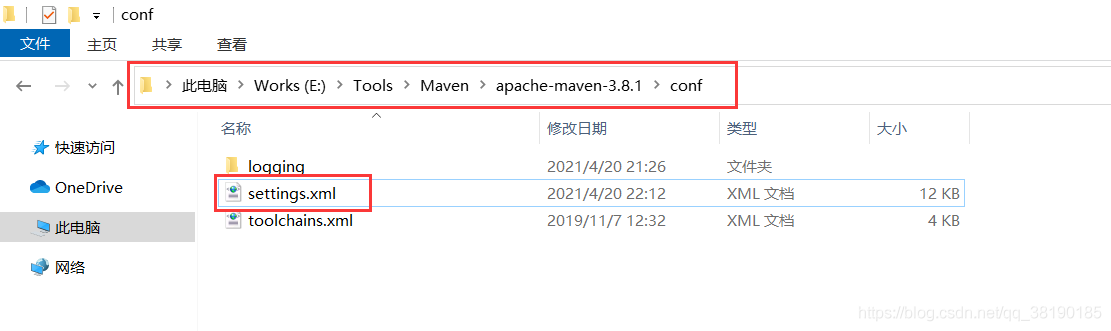 conf
文件 主页 共享 查看
此电脑 Works (E:) Tools Maven apache-maven-3.8.1 conf
名称 修改日期 类型 大小
快速访问
OneDrive
此电脑
网络
logging 2021/4/20 21:26 文件夹
settings.xml 2021/4/20 22:12 XML 文档 12 KB
toolchains.xml 2019/11/7 12:32 XML 文档 4 KB
https://blog.csdn.net/qq_38190185